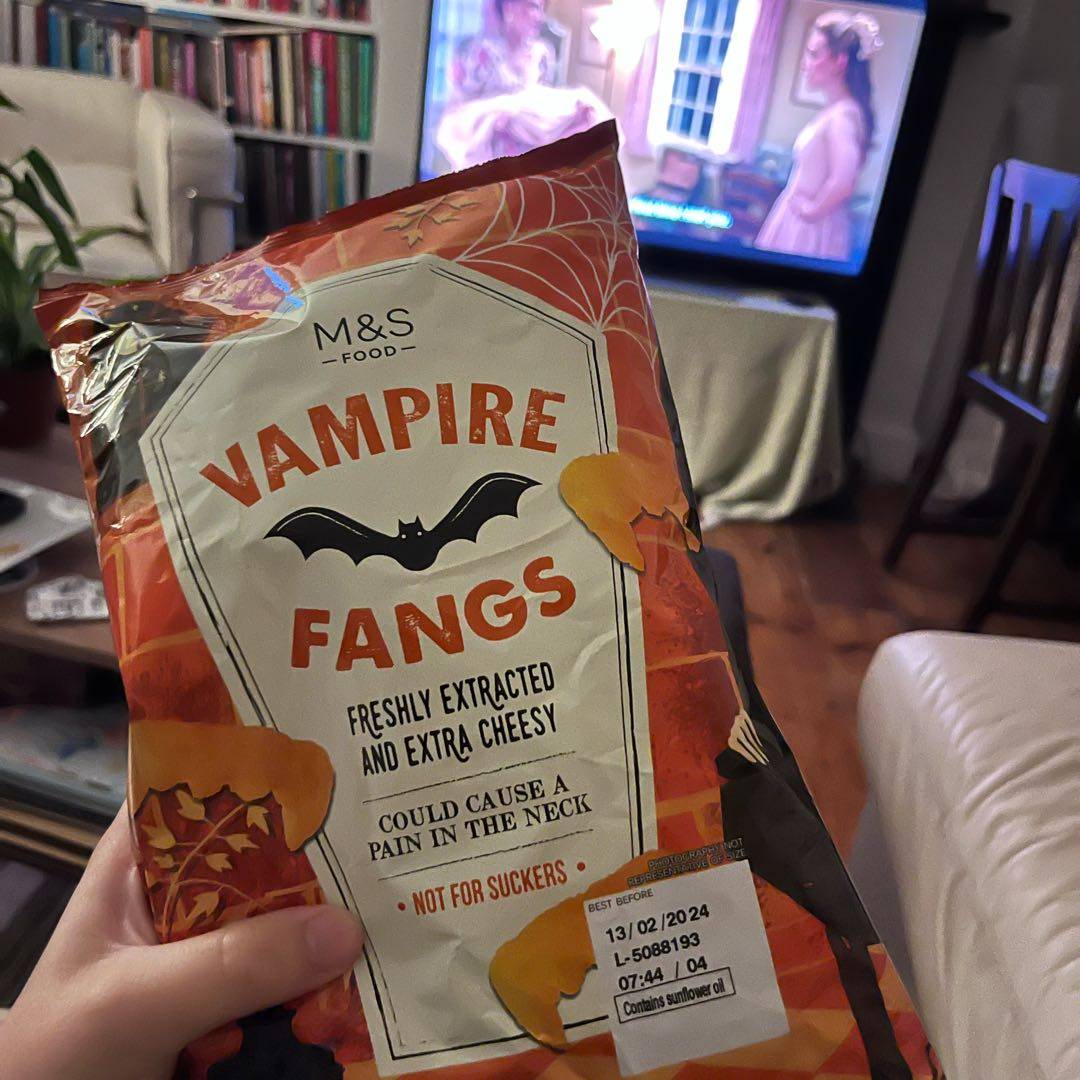 M&S
FOOD
VAMPIRE
FANGS
FRESHLY EXTRACTED
AND EXTRA CHEESY
COULD CAUSE A
PAIN IN THE NECK
• NOT FOR SUCKERS •
PHOTOGRAPHY NOT
REPRESENTATIVE OF SIZE
BEST BEFORE
13/02/2024
L-5088193
07:44 / 04
Contains sunflower oil